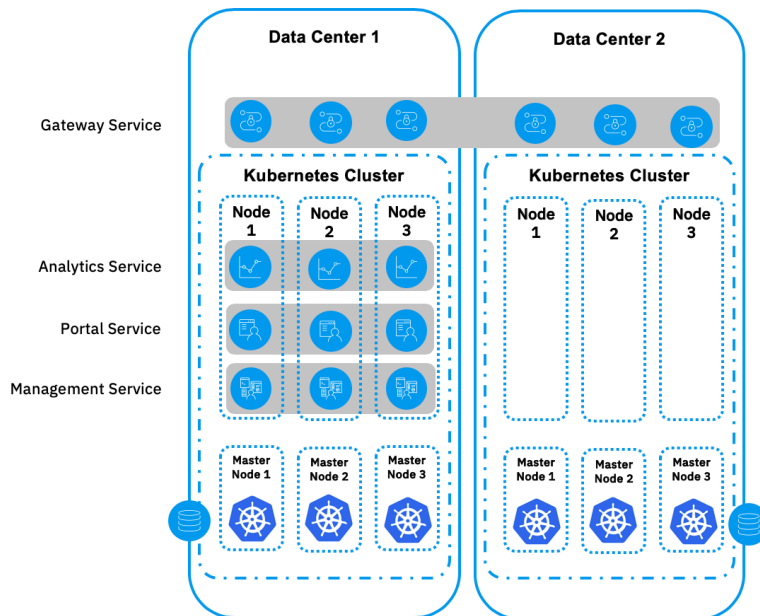 Data Center 1
Data Center 2
Gateway Service
Kubernetes Cluster
Kubernetes Cluster
Node
1
Node
2
Node
3
Node
1
Node
2
Node
3
Analytics Service
Portal Service
Management Service
Master
Node 1
Master
Node 2
Master
Node 3
Master
Node 1
Master
Node 2
Master
Node 3